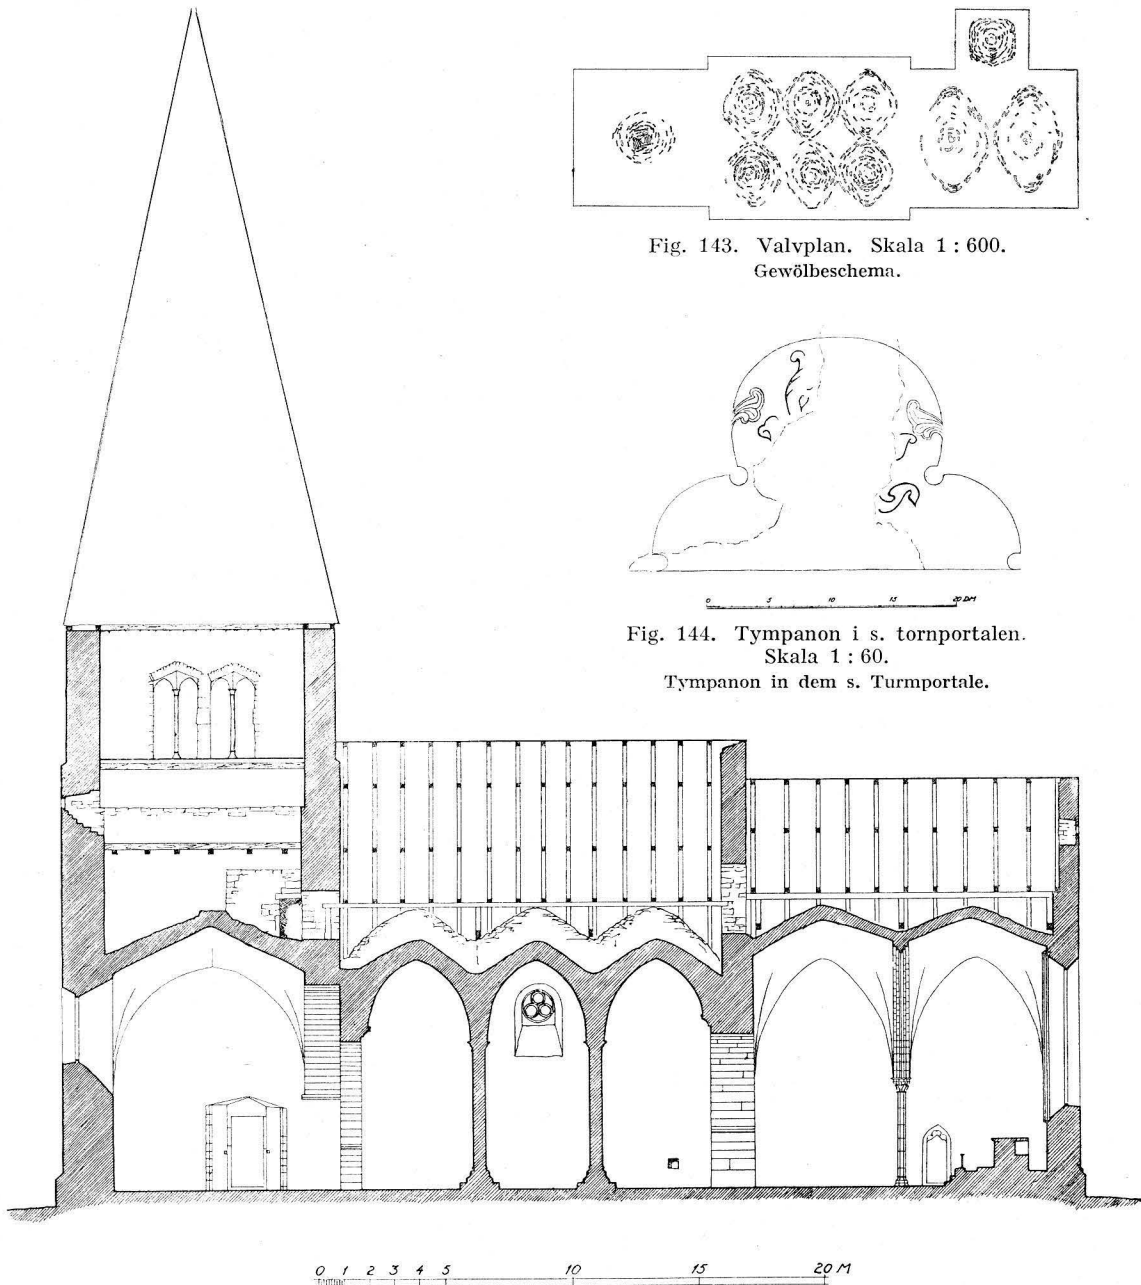 Fig. 143. Valvplan. Skala 1 : 600.
Gewölbeschema.
0 5 10 15 20 DM
Fig. 144. Tympanon i s. tornportalen.
Skala 1 : 60.
Tympanon in dem s. Turmportale.
0 1 2 3 4 5 10 15 20 M